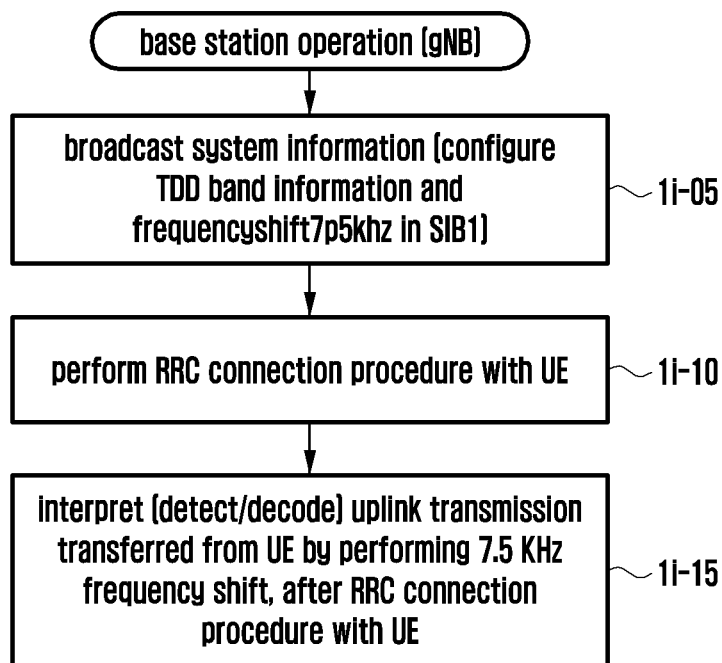 base station operation (gNB)
broadcast system information (configure
TDD band information and
frequencyshift7p5khz in SIB1)
1i-05
perform RRC connection procedure with UE
1i-10
interpret (detect/decode) uplink transmission
transferred from UE by performing 7.5 KHz
frequency shift, after RRC connection
procedure with UE
1i-15